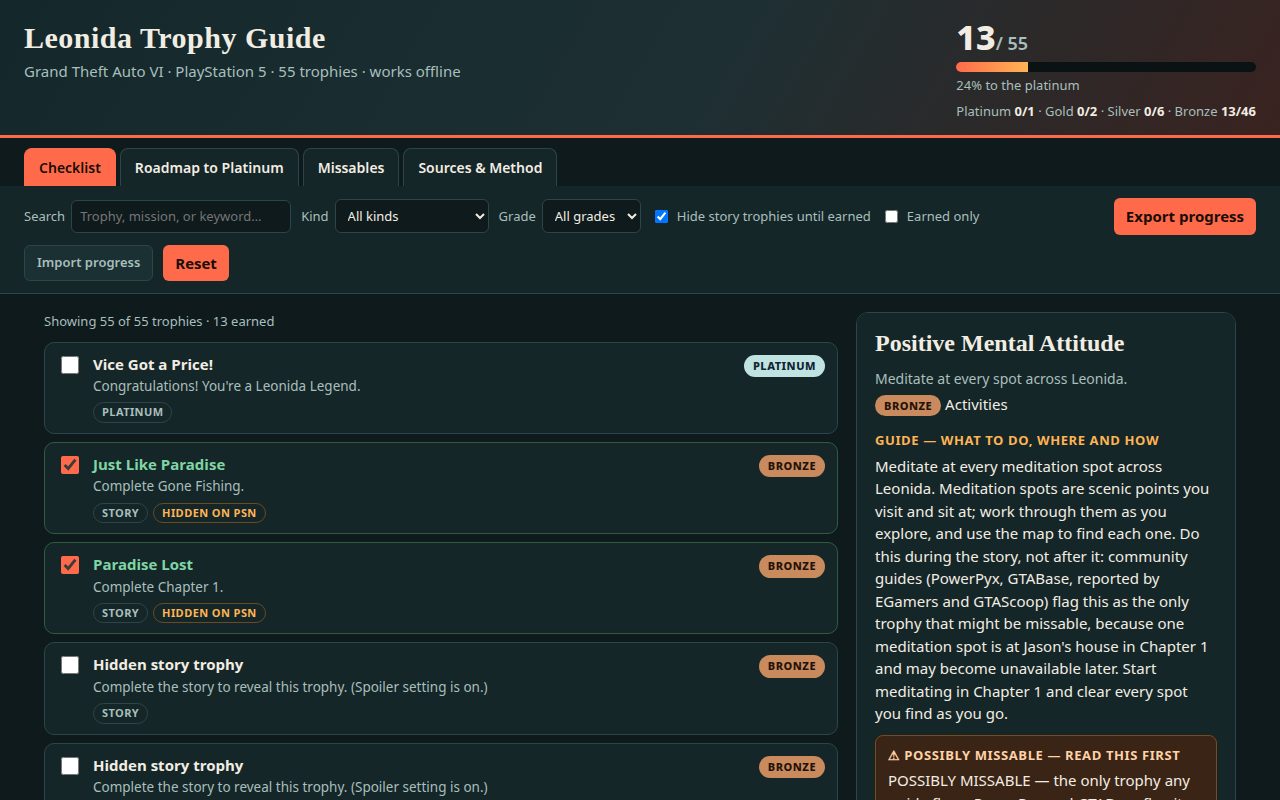 Leonida Trophy Guide
Grand Theft Auto VI · PlayStation 5 · 55 trophies · works offline
13/ 55
24% to the platinum
Platinum 0/1 · Gold 0/2 · Silver 0/6 · Bronze 13/46
Checklist
Roadmap to Platinum
Missables
Sources & Method
Search
Trophy, mission, or keyword...
Kind
All kinds
Grade
All grades
Hide story trophies until earned
Earned only
Export progress
Import progress
Reset
Showing 55 of 55 trophies · 13 earned
Vice Got a Price!
PLATINUM
Congratulations! You're a Leonida Legend.
PLATINUM
Just Like Paradise
BRONZE
Complete Gone Fishing.
STORY
HIDDEN ON PSN
Paradise Lost
BRONZE
Complete Chapter 1.
STORY
HIDDEN ON PSN
Hidden story trophy
BRONZE
Complete the story to reveal this trophy. (Spoiler setting is on.)
STORY
Hidden story trophy
BRONZE
Complete the story to reveal this trophy. (Spoiler setting is on.)
Positive Mental Attitude
Meditate at every spot across Leonida.
BRONZE Activities
GUIDE — WHAT TO DO, WHERE AND HOW
Meditate at every meditation spot across
Leonida. Meditation spots are scenic points you
visit and sit at; work through them as you
explore, and use the map to find each one. Do
this during the story, not after it: community
guides (PowerPyx, GTABase, reported by
EGamers and GTAScoop) flag this as the only
trophy that might be missable, because one
meditation spot is at Jason's house in Chapter 1
and may become unavailable later. Start
meditating in Chapter 1 and clear every spot
you find as you go.
⚠ POSSIBLY MISSABLE — READ THIS FIRST
POSSIBLY MISSABLE — the only trophy any